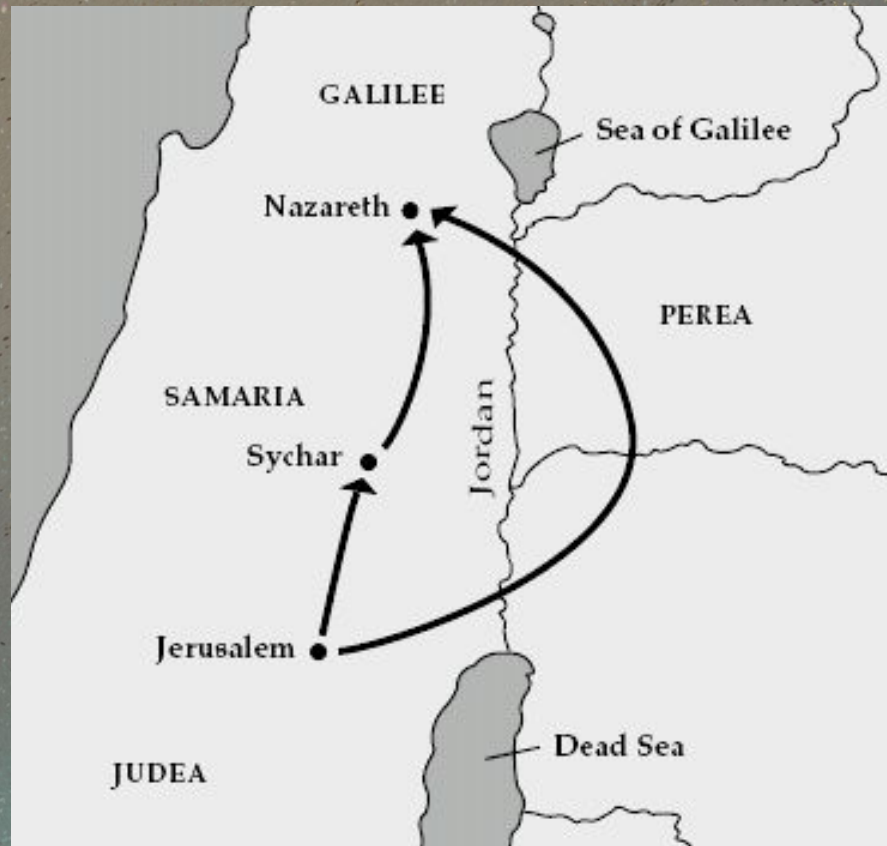 GALILEE
Sea of Galilee
Nazareth
PEREA
SAMARIA
Jordan
Sychar
Jerusalem
Dead Sea
JUDEA